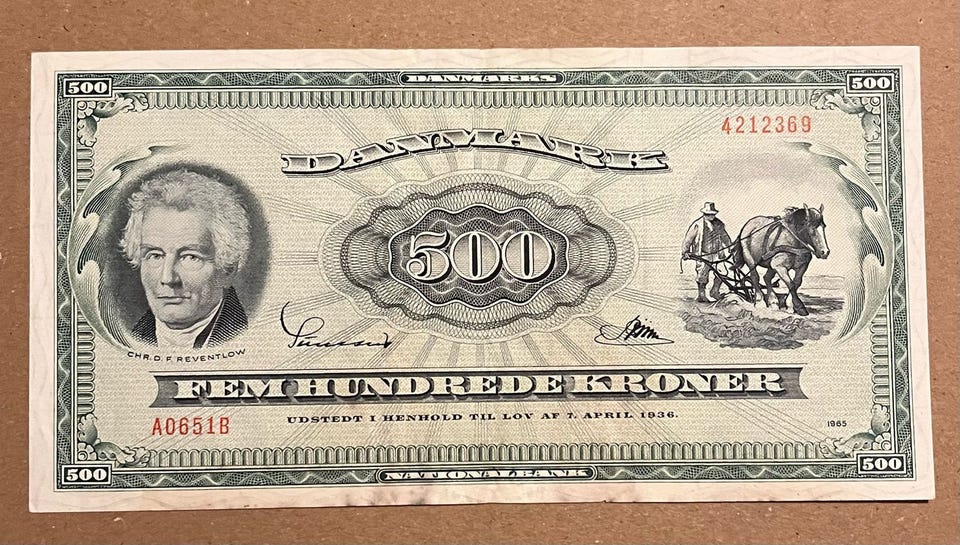 500 DANMARKS 500
4212369
DANMARK
500
CHR. D. F. REVENTLOW
FEM HUNDREDE KRONER
A0651B
UDSTEDT I HENHOLD TIL LOV AF 7. APRIL 1936.
1965
500 NATIONALBANK 500